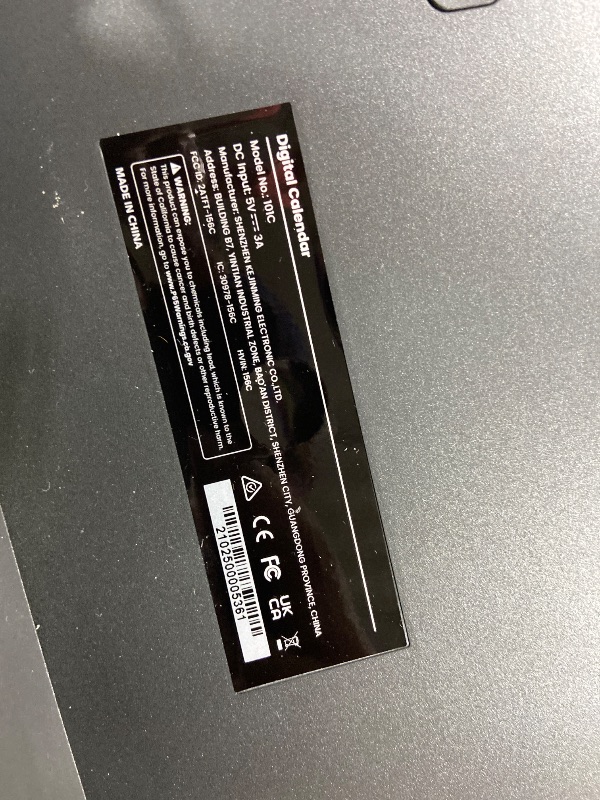 Digital Calendar
Model No.: 101C
DC Input: 5V⎓3A
Manufacturer: SHENZHEN KEJINMING ELECTRONIC CO.,LTD.
Address: BUILDING B7, YINTIAN INDUSTRIAL ZONE, BAO'AN DISTRICT, SHENZHEN CITY, GUANGDONG PROVINCE, CHINA
FCC ID: 2ATFT-156C IC: 30978-156C HVIN: 156C
WARNING:
This product can expose you to chemicals including lead, which is known to the
State of California to cause cancer and birth defects or other reproductive harm.
For more information, go to www.P65Warnings.ca.gov
MADE IN CHINA
CE FC UK
CA
2102500005361